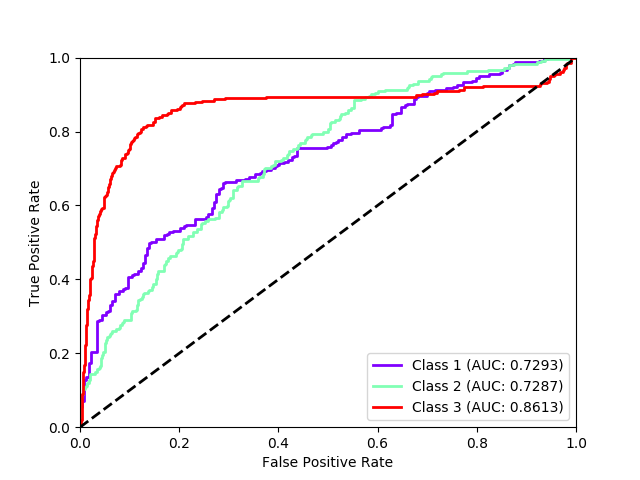 1.0
0.8
0.6
0.4
0.2
0.0
True Positive Rate
Class 1 (AUC: 0.7293)
Class 2 (AUC: 0.7287)
Class 3 (AUC: 0.8613)
0.0 0.2 0.4 0.6 0.8 1.0
False Positive Rate